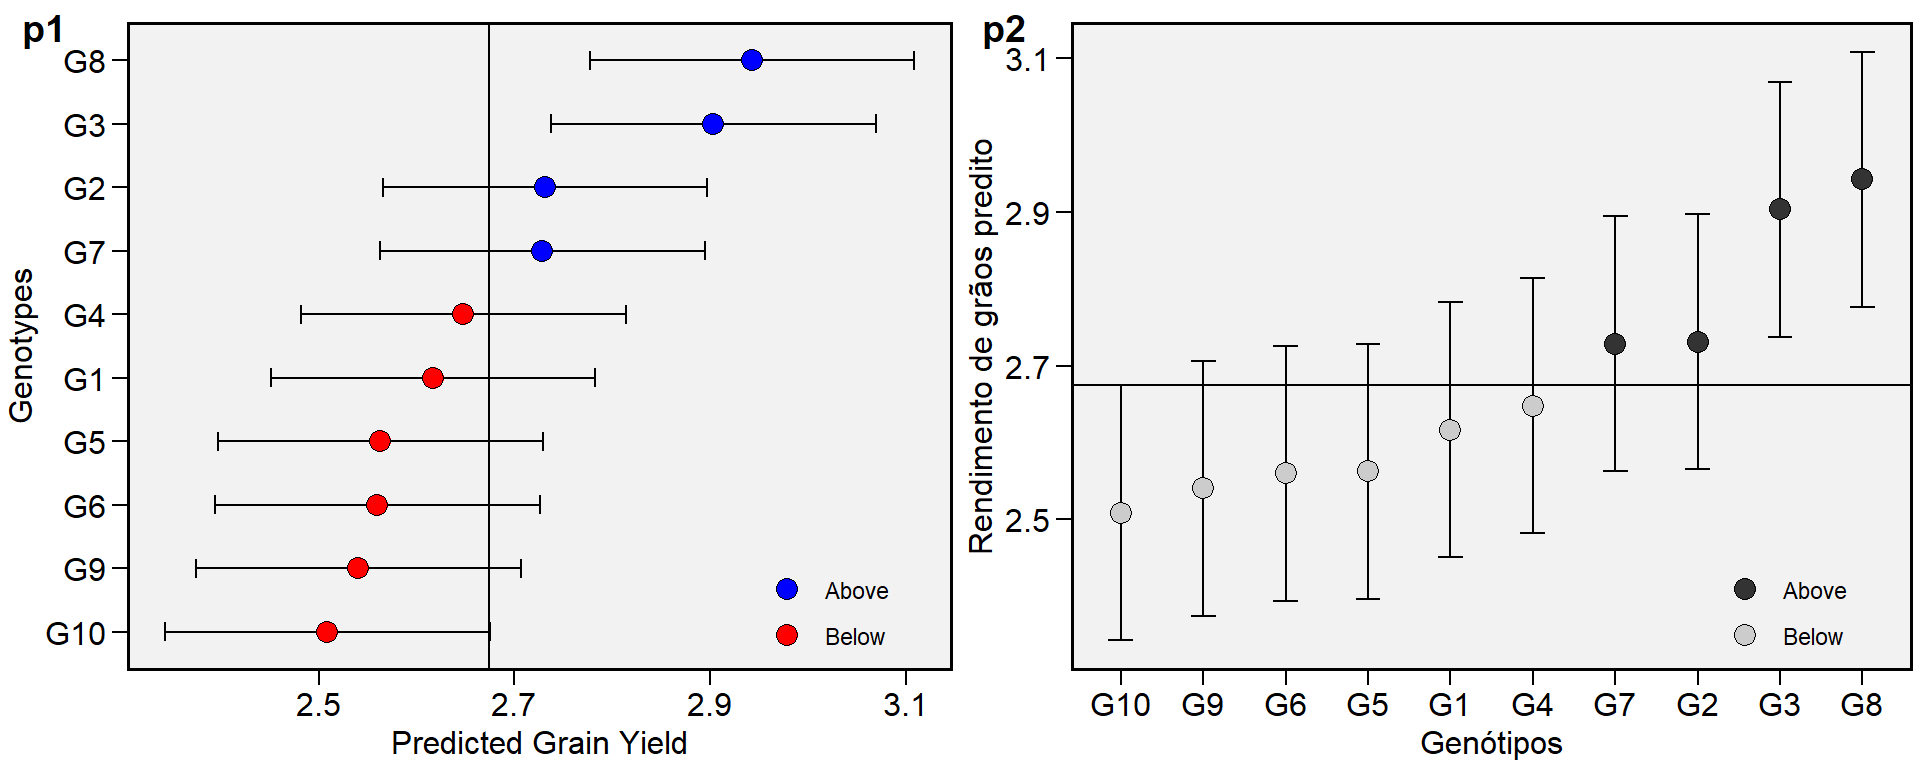 p1
Genotypes
G8
G3
G2
G7
G4
G1
G5
G6
G9
G10
Above
Below
2.5 2.7 2.9 3.1
Predicted Grain Yield
p2
Rendimento de grãos predito
3.1
2.9
2.7
2.5
Above
Below
G10 G9 G6 G5 G1 G4 G7 G2 G3 G8
Genótipos